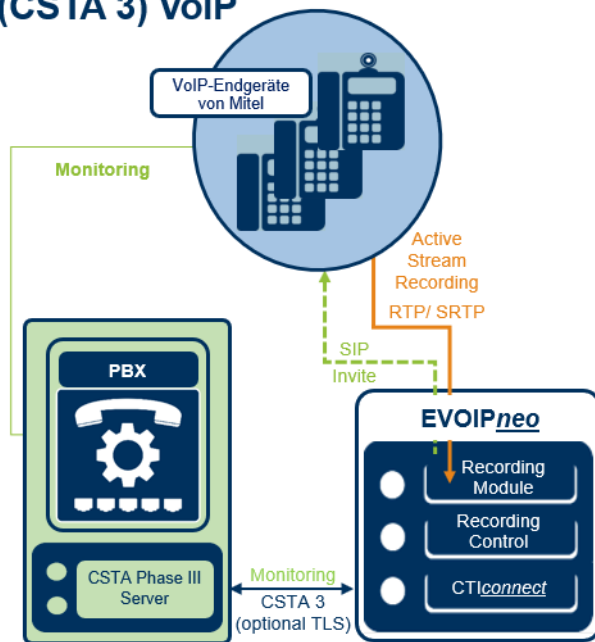 (CSTA 3) VoIP
VoIP-Endgeräte
von Mitel
Monitoring
Active
Stream
Recording
RTP/ SRTP
SIP
Invite
PBX
EVOIPneo
Recording
Module
Recording
Control
CTIconnect
CSTA Phase III
Server
Monitoring
CSTA 3
(optional TLS)